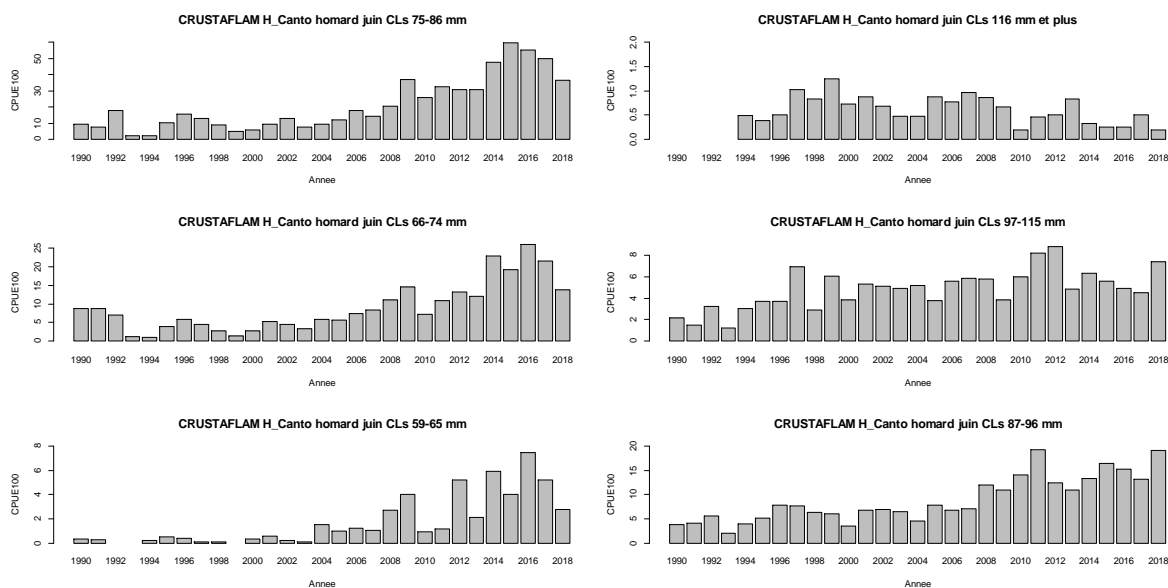 CRUSTAFLAM H_Canto homard juin CLs 75-86 mm
CPUE100
0 10 30 50
1990 1992 1994 1996 1998 2000 2002 2004 2006 2008 2010 2012 2014 2016 2018
Annee
CRUSTAFLAM H_Canto homard juin CLs 116 mm et plus
CPUE100
0.0 0.5 1.0 1.5 2.0
1990 1992 1994 1996 1998 2000 2002 2004 2006 2008 2010 2012 2014 2016 2018
Annee
CRUSTAFLAM H_Canto homard juin CLs 66-74 mm
CPUE100
0 5 10 15 20 25
1990 1992 1994 1996 1998 2000 2002 2004 2006 2008 2010 2012 2014 2016 2018
Annee
CRUSTAFLAM H_Canto homard juin CLs 97-115 mm
CPUE100
0 2 4 6 8
1990 1992 1994 1996 1998 2000 2002 2004 2006 2008 2010 2012 2014 2016 2018
Annee
CRUSTAFLAM H_Canto homard juin CLs 59-65 mm
CPUE100
0 2 4 6 8
1990 1992 1994 1996 1998 2000 2002 2004 2006 2008 2010 2012 2014 2016 2018
Annee
CRUSTAFLAM H_Canto homard juin CLs 87-96 mm
CPUE100
0 5 10 15 20
1990 1992 1994 1996 1998 2000 2002 2004 2006 2008 2010 2012 2014 2016 2018
Annee